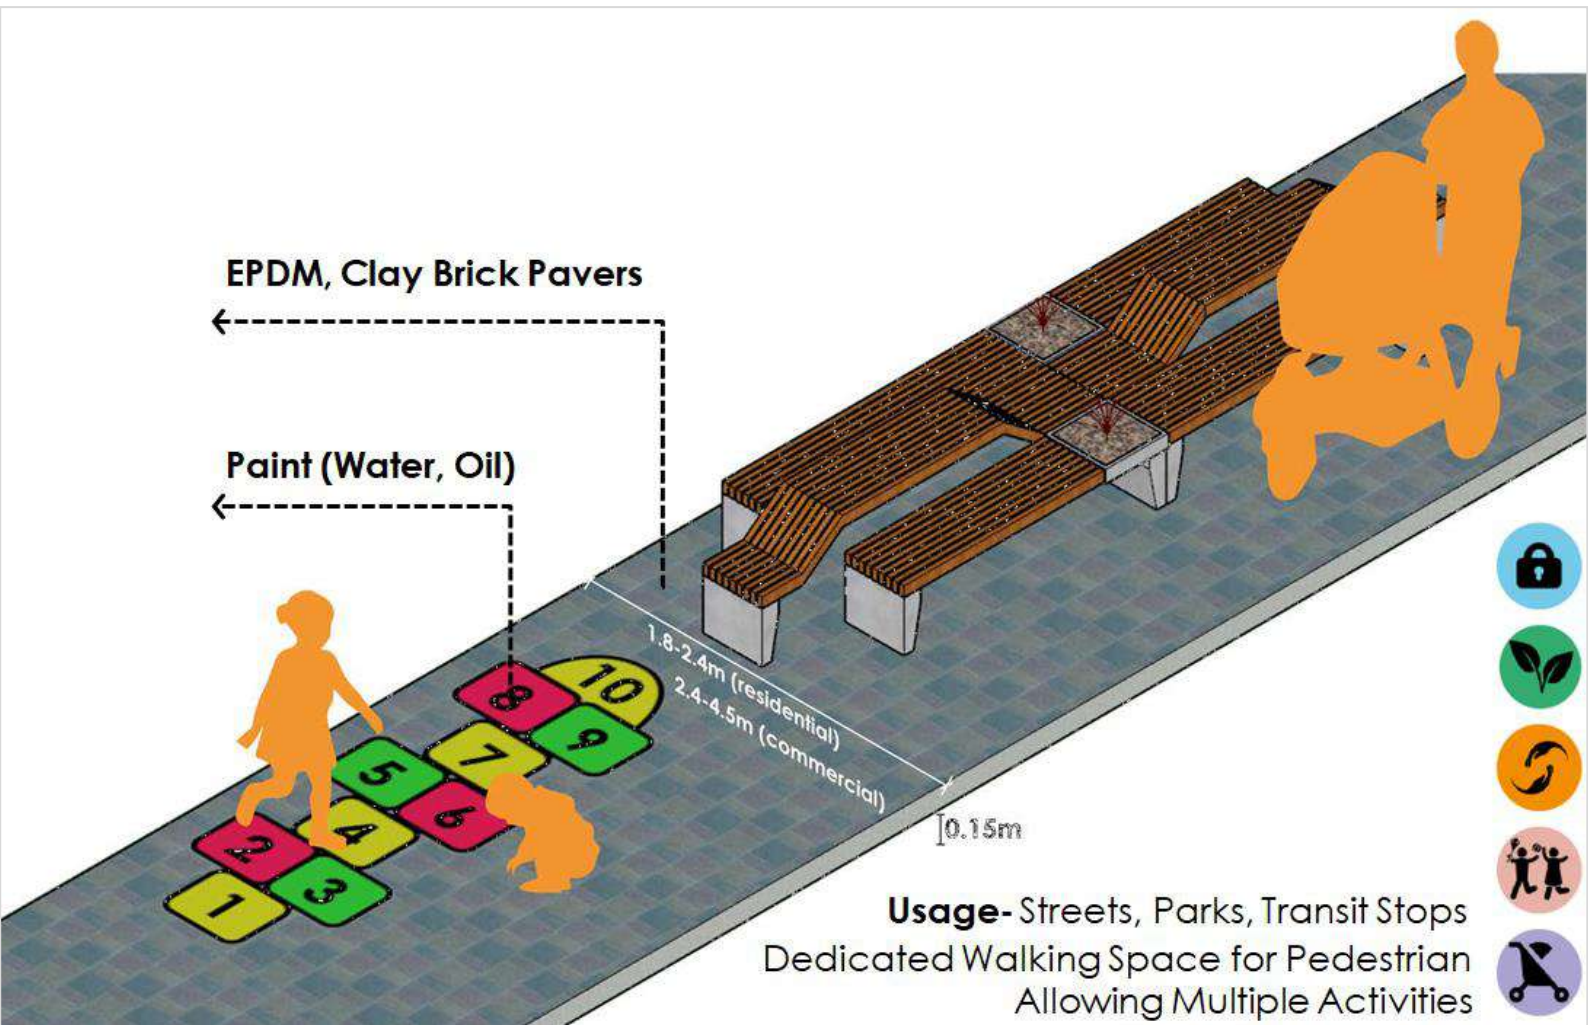 EPDM, Clay Brick Pavers
Paint (Water, Oil)
1.8-2.4m (residential)
2.4-4.5m (commercial)
0.15m
1
2
3
4
5
6
7
8
9
10
Usage- Streets, Parks, Transit Stops
Dedicated Walking Space for Pedestrian
Allowing Multiple Activities